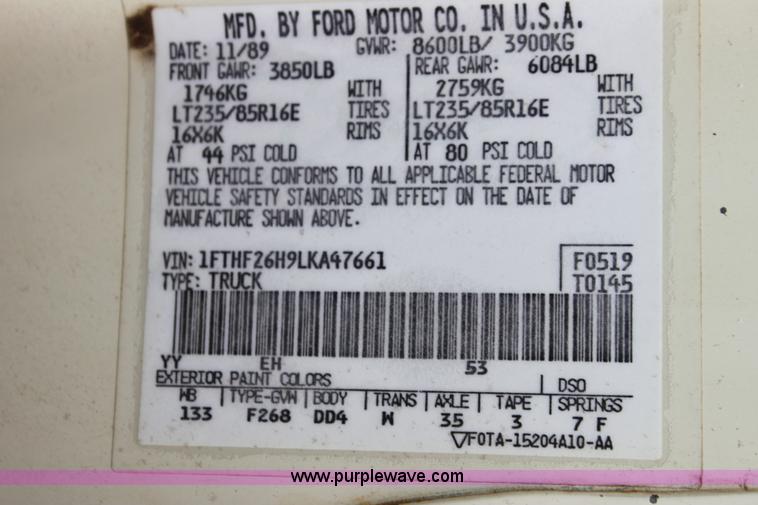 MFD. BY FORD MOTOR CO. IN U.S.A.
DATE: 11/89 GVWR: 8600LB/ 3900KG
FRONT GAWR: 3850LB REAR GAWR: 6084LB
1746KG WITH 2759KG WITH
LT235/85R16E TIRES LT235/85R16E TIRES
16X6K RIMS 16X6K RIMS
AT 44 PSI COLD AT 80 PSI COLD
THIS VEHICLE CONFORMS TO ALL APPLICABLE FEDERAL MOTOR
VEHICLE SAFETY STANDARDS IN EFFECT ON THE DATE OF
MANUFACTURE SHOWN ABOVE.
VIN: 1FTHF26H9LKA47661 F0519
TYPE: TRUCK T0145
YY EH 53
EXTERIOR PAINT COLORS DSO
WB TYPE-GVW BODY TRANS AXLE TAPE SPRINGS
133 F268 DD4 W 35 3 7 F
▽F0TA-15204A10-AA
www.purplewave.com